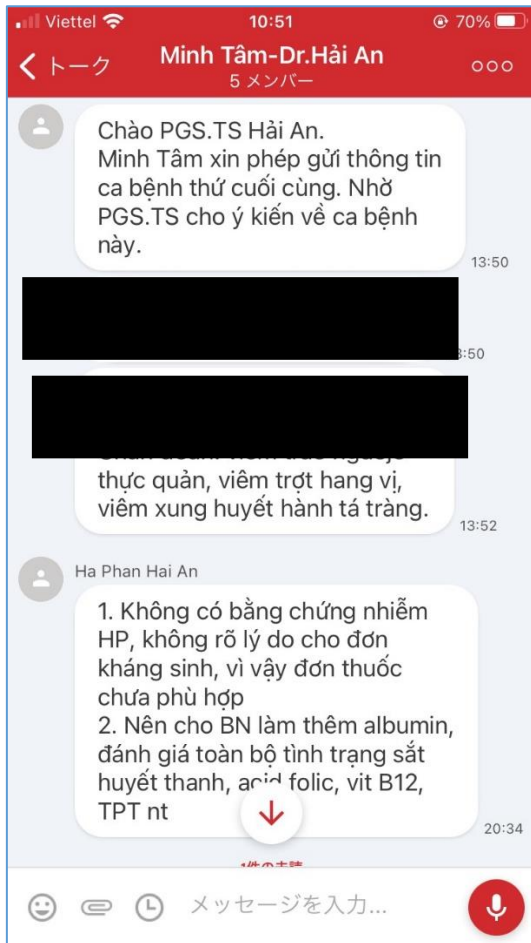 Viettel
10:51
70%
トーク
Minh Tâm-Dr.Hải An
5 メンバー
Chào PGS.TS Hải An.
Minh Tâm xin phép gửi thông tin
ca bệnh thứ cuối cùng. Nhờ
PGS.TS cho ý kiến về ca bệnh
này.
13:50
:50
thực quản, viêm trợt hang vị,
viêm xung huyết hành tá tràng.
13:52
Ha Phan Hai An
1. Không có bằng chứng nhiễm
HP, không rõ lý do cho đơn
kháng sinh, vì vậy đơn thuốc
chưa phù hợp
2. Nên cho BN làm thêm albumin,
đánh giá toàn bộ tình trạng sắt
huyết thanh, acid folic, vit B12,
TPT nt
20:34
メッセージを入力...